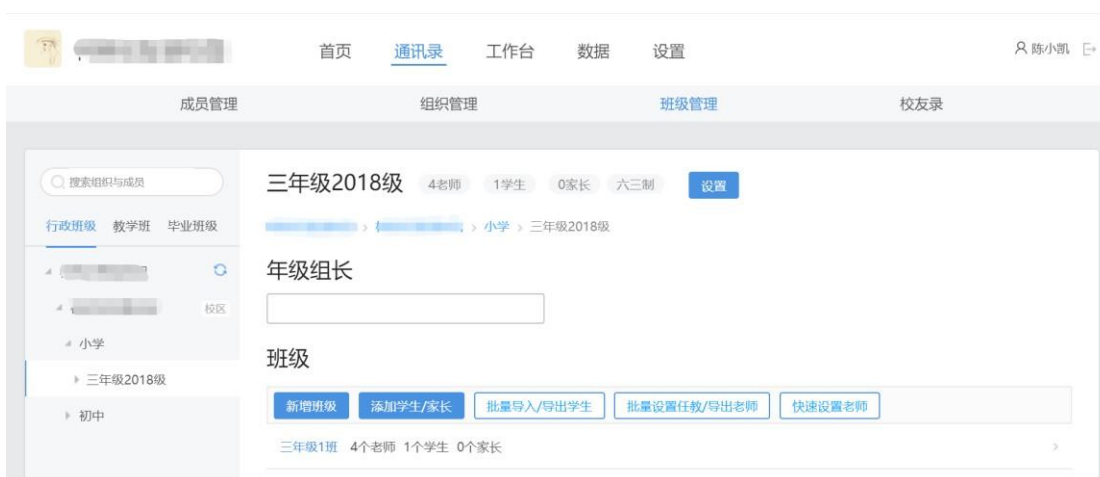 首页 通讯录 工作台 数据 设置 陈小凯
成员管理 组织管理 班级管理 校友录
搜索组织与成员
行政班级 教学班 毕业班级
校区
小学
三年级2018级
初中
三年级2018级 4老师 1学生 0家长 六三制 设置
> > 小学 > 三年级2018级
年级组长
班级
新增班级 添加学生/家长 批量导入/导出学生 批量设置任教/导出老师 快速设置老师
三年级1班 4个老师 1个学生 0个家长